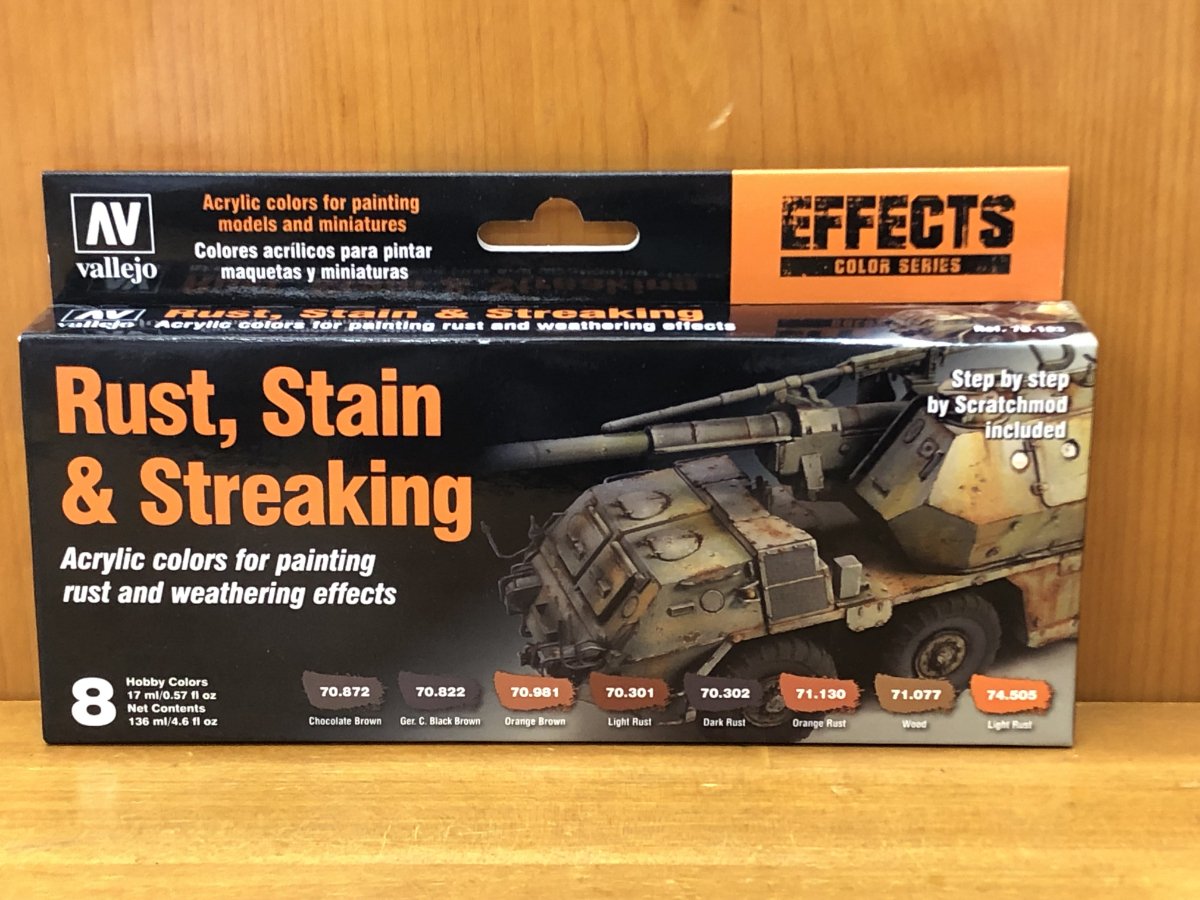 AV
vallejo
Acrylic colors for painting
models and miniatures
Colores acrílicos para pintar
maquetas y miniaturas
EFFECTS
COLOR SERIES
AV
vallejo
Rust, Stain & Streaking
Acrylic colors for painting rust and weathering effects
Ref. 70.183
Rust, Stain
& Streaking
Acrylic colors for painting
rust and weathering effects
Step by step
by Scratchmod
included
8
Hobby Colors
17 ml/0.57 fl oz
Net Contents
136 ml/4.6 fl oz
70.872
Chocolate Brown
70.822
Ger. C. Black Brown
70.981
Orange Brown
70.301
Light Rust
70.302
Dark Rust
71.130
Orange Rust
71.077
Wood
74.505
Light Rust